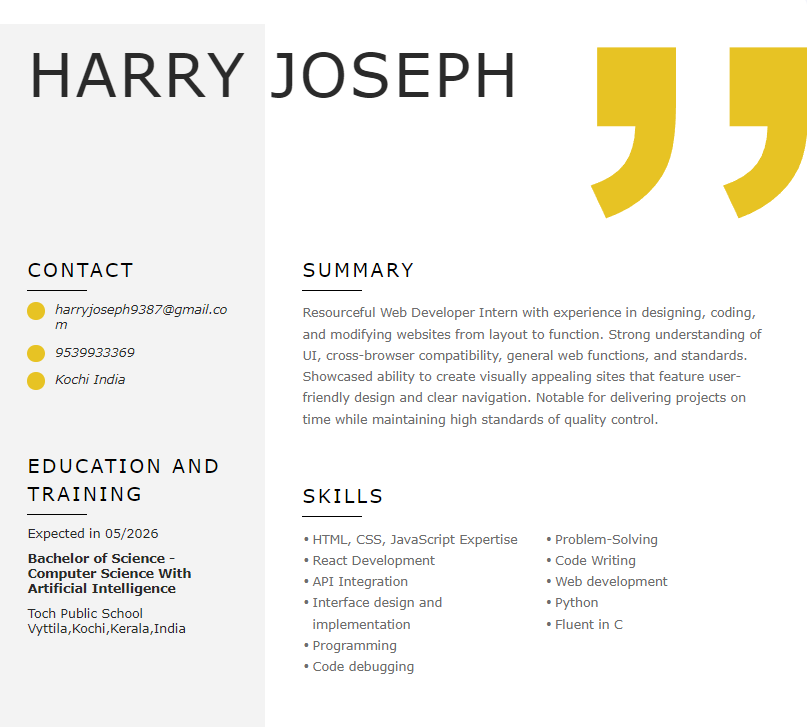 HARRY JOSEPH
CONTACT
harryjoseph9387@gmail.co
m
9539933369
Kochi India
EDUCATION AND
TRAINING
Expected in 05/2026
Bachelor of Science -
Computer Science With
Artificial Intelligence
Toch Public School
Vyttila,Kochi,Kerala,India
SUMMARY
Resourceful Web Developer Intern with experience in designing, coding,
and modifying websites from layout to function. Strong understanding of
UI, cross-browser compatibility, general web functions, and standards.
Showcased ability to create visually appealing sites that feature user-
friendly design and clear navigation. Notable for delivering projects on
time while maintaining high standards of quality control.
SKILLS
• HTML, CSS, JavaScript Expertise
• React Development
• API Integration
• Interface design and
implementation
• Programming
• Code debugging
• Problem-Solving
• Code Writing
• Web development
• Python
• Fluent in C